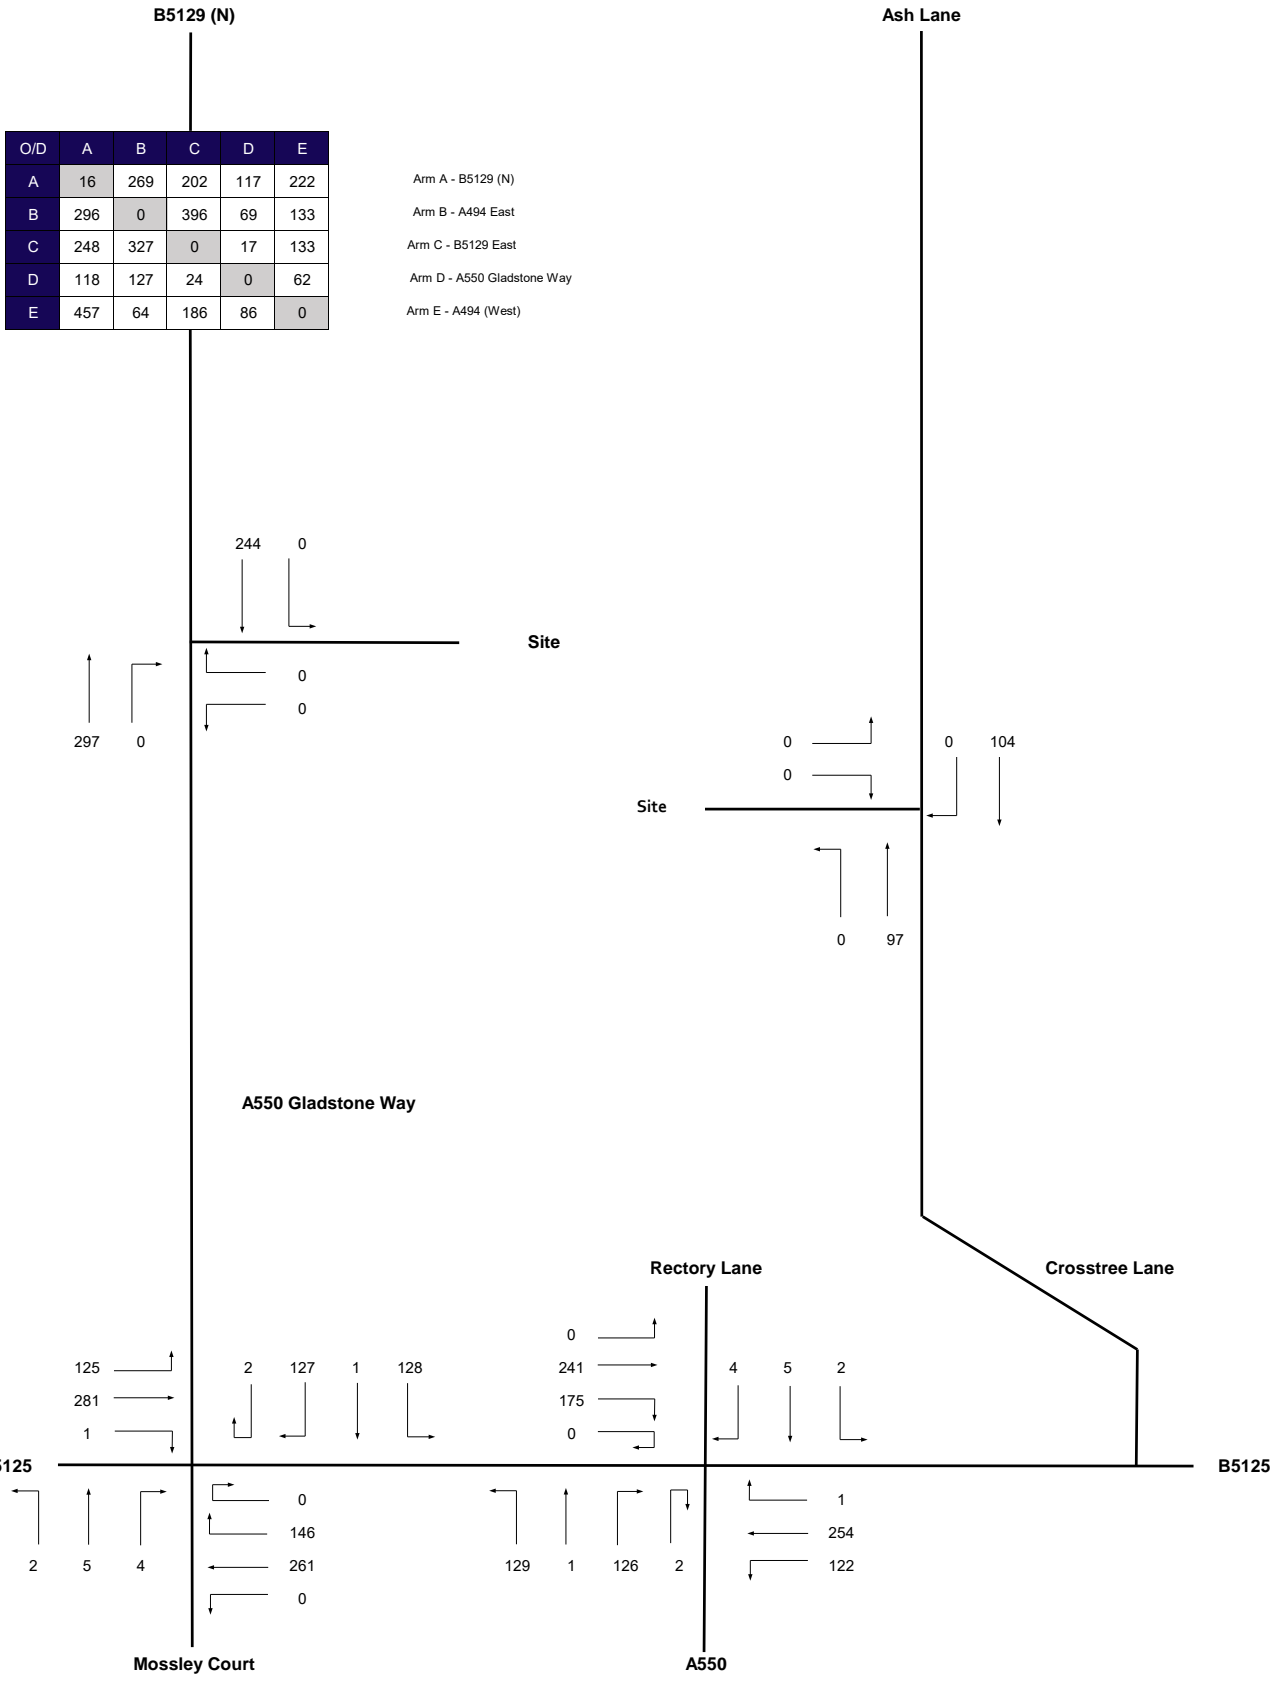 B5129 (N)
Ash Lane
O/D A B C D E
A 16 269 202 117 222
Arm A - B5129 (N)
B 296 0 396 69 133
Arm B - A494 East
C 248 327 0 17 133
Arm C - B5129 East
D 118 127 24 0 62
Arm D - A550 Gladstone Way
E 457 64 186 86 0
Arm E - A494 (West)
244 0
Site
0
0
297 0
0
0
0 104
Site
0 97
A550 Gladstone Way
Rectory Lane
Crosstree Lane
0
125 2 127 1 128 241 4 5 2
281 175
1 0
5125
B5125
0 1
146 254
2 5 4 261 129 1 126 2 122
0
Mossley Court
A550